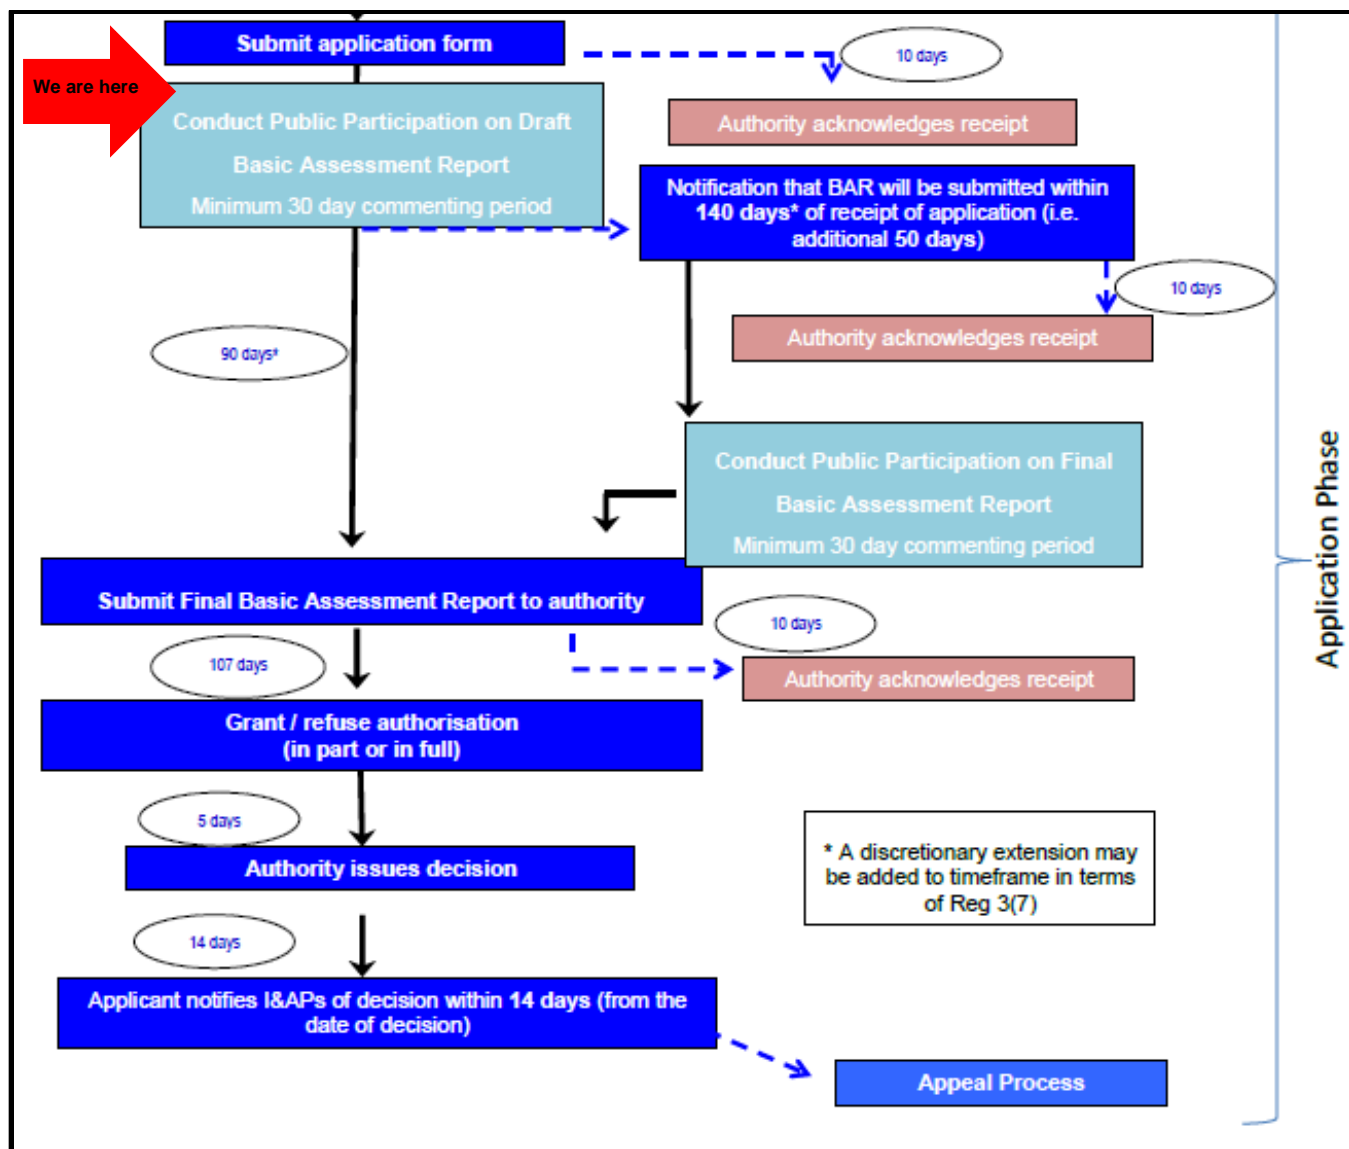 Submit application form
10 days
We are here
Conduct Public Participation on Draft
Basic Assessment Report
Minimum 30 day commenting period
Authority acknowledges receipt
Notification that BAR will be submitted within
140 days* of receipt of application (i.e.
additional 50 days)
10 days
Authority acknowledges receipt
90 days*
Conduct Public Participation on Final
Basic Assessment Report
Minimum 30 day commenting period
Submit Final Basic Assessment Report to authority
10 days
107 days
Authority acknowledges receipt
Grant / refuse authorisation
(in part or in full)
5 days
Authority issues decision
* A discretionary extension may
be added to timeframe in terms
of Reg 3(7)
14 days
Applicant notifies I&APs of decision within 14 days (from the
date of decision)
Appeal Process
Application Phase